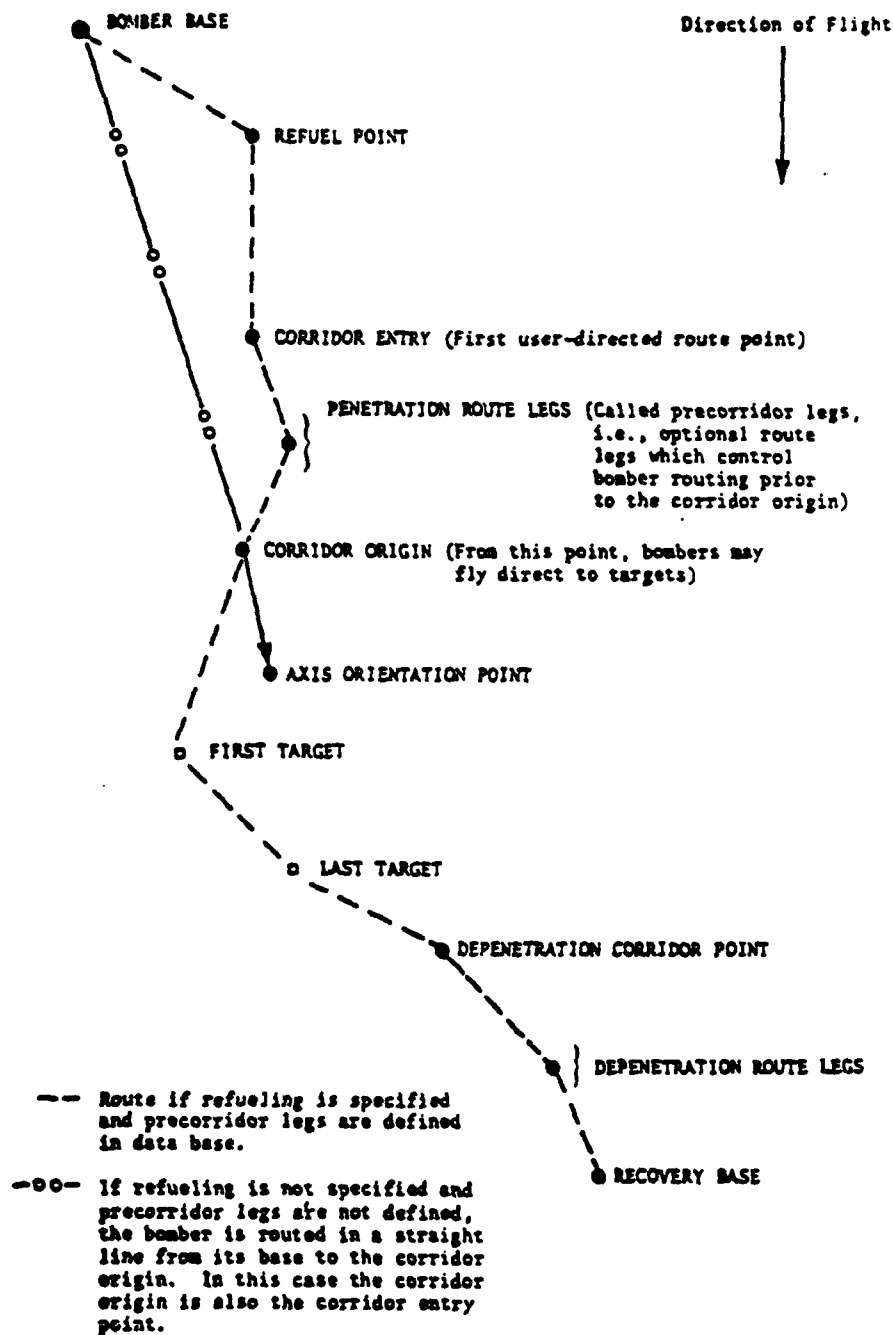 BOMBER BASE
Direction of Flight
REFUEL POINT
CORRIDOR ENTRY (First user-directed route point)
PENETRATION ROUTE LEGS (Called precorridor legs,
i.e., optional route
legs which control
bomber routing prior
to the corridor origin)
CORRIDOR ORIGIN (From this point, bombers may
fly direct to targets)
AXIS ORIENTATION POINT
FIRST TARGET
LAST TARGET
DEPENETRATION CORRIDOR POINT
DEPENETRATION ROUTE LEGS
RECOVERY BASE
Route if refueling is specified
and precorridor legs are defined
in data base.
If refueling is not specified and
precorridor legs are not defined,
the bomber is routed in a straight
line from its base to the corridor
origin. In this case the corridor
origin is also the corridor entry
point.